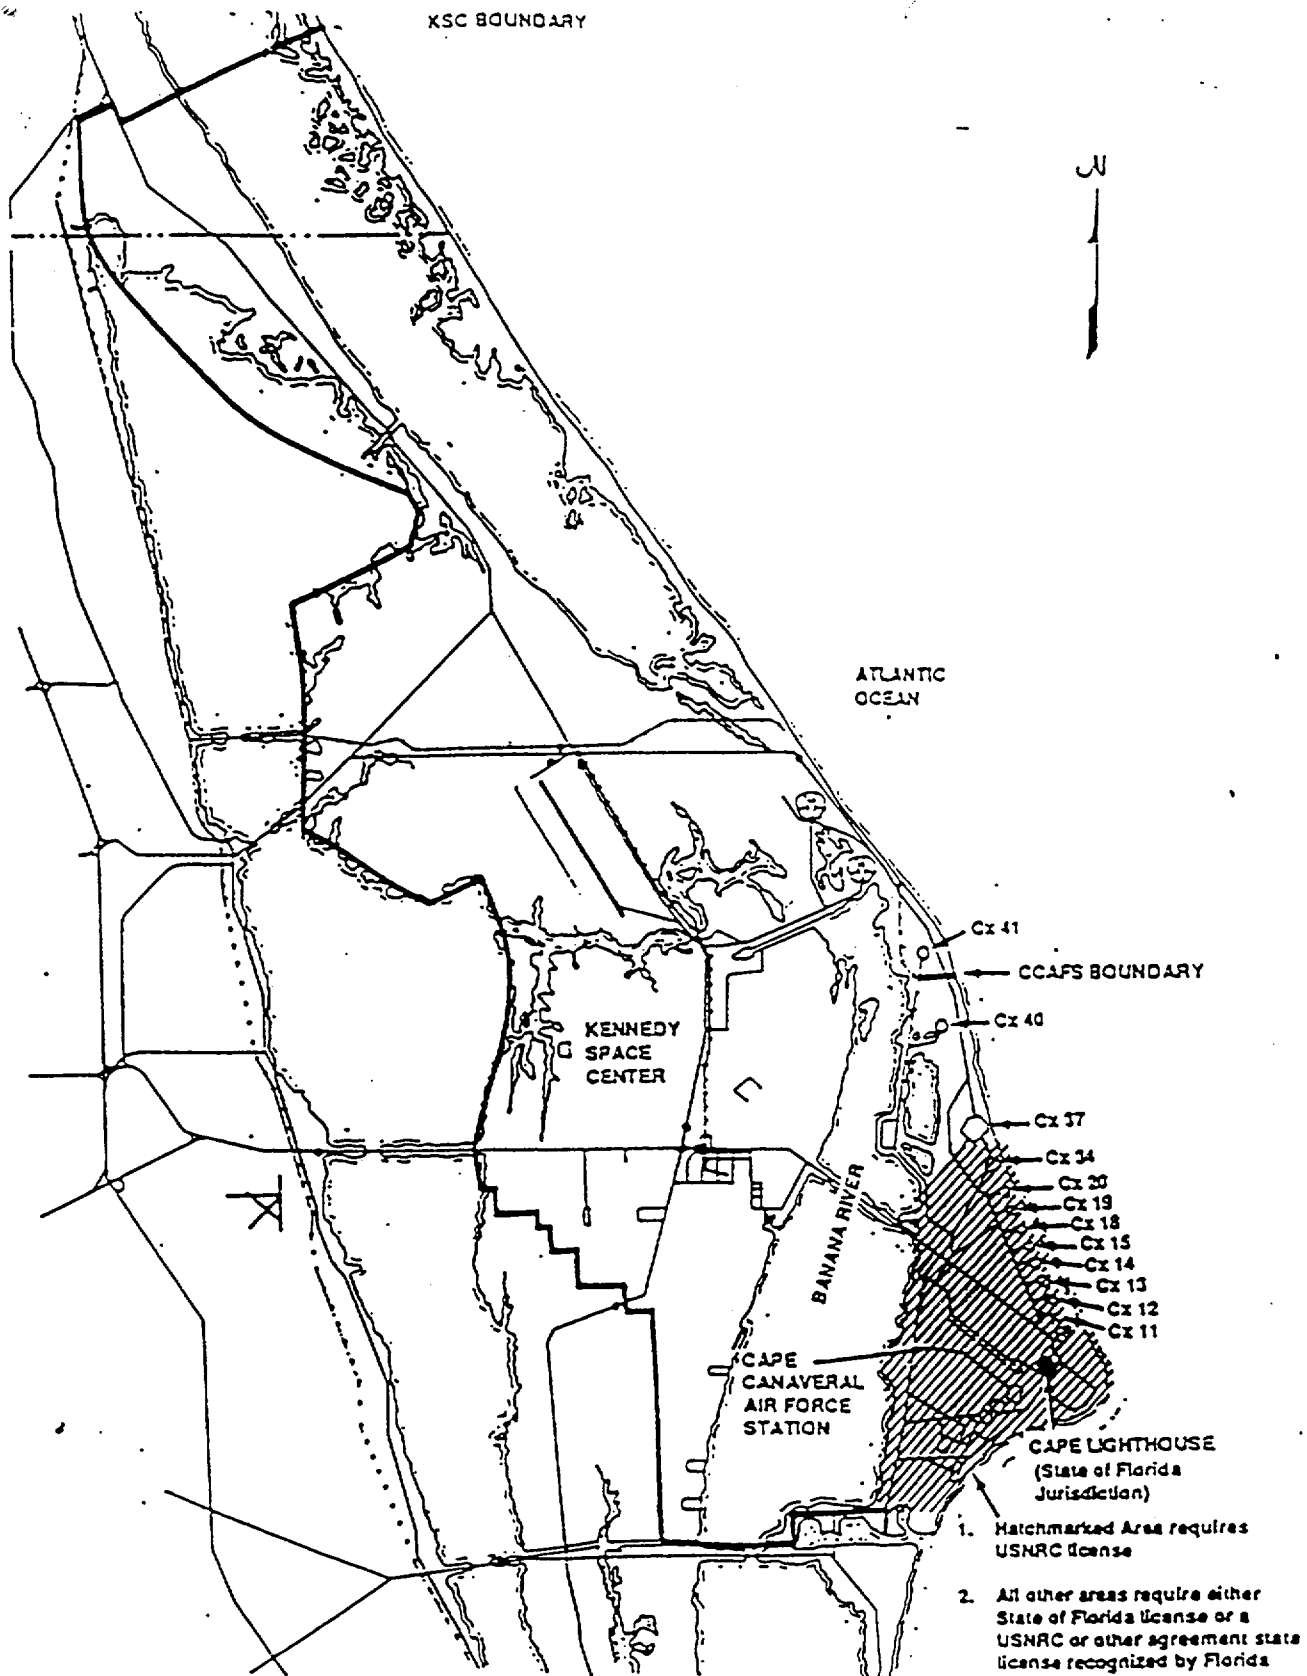 KSC BOUNDARY
N
ATLANTIC
OCEAN
Cx 41
CCAFS BOUNDARY
Cx 40
KENNEDY
SPACE
CENTER
Cx 37
Cx 34
Cx 20
Cx 19
Cx 18
Cx 15
Cx 14
Cx 13
Cx 12
Cx 11
BANANA RIVER
CAPE
CANAVERAL
AIR FORCE
STATION
CAPE LIGHTHOUSE
(State of Florida
Jurisdiction)
1. Hatchmarked Area requires
USNRC license
2. All other areas require either
State of Florida license or a
USNRC or other agreement state
license recognized by Florida